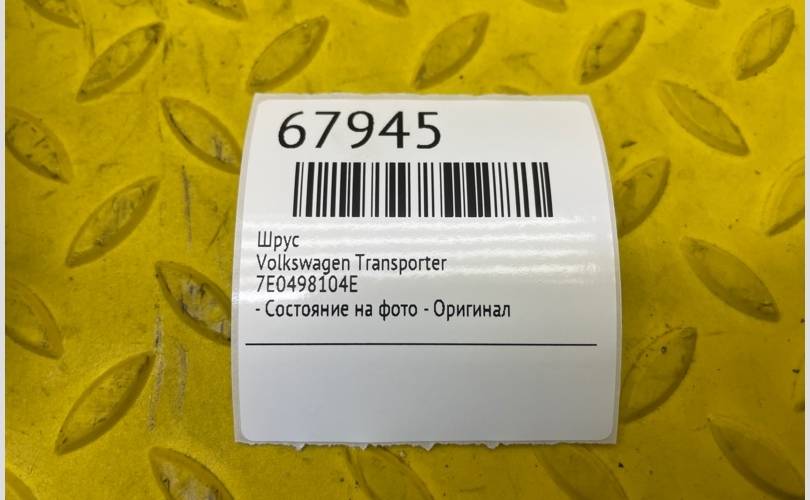 67945
Шрус
Volkswagen Transporter
7E0498104E
- Состояние на фото - Оригинал